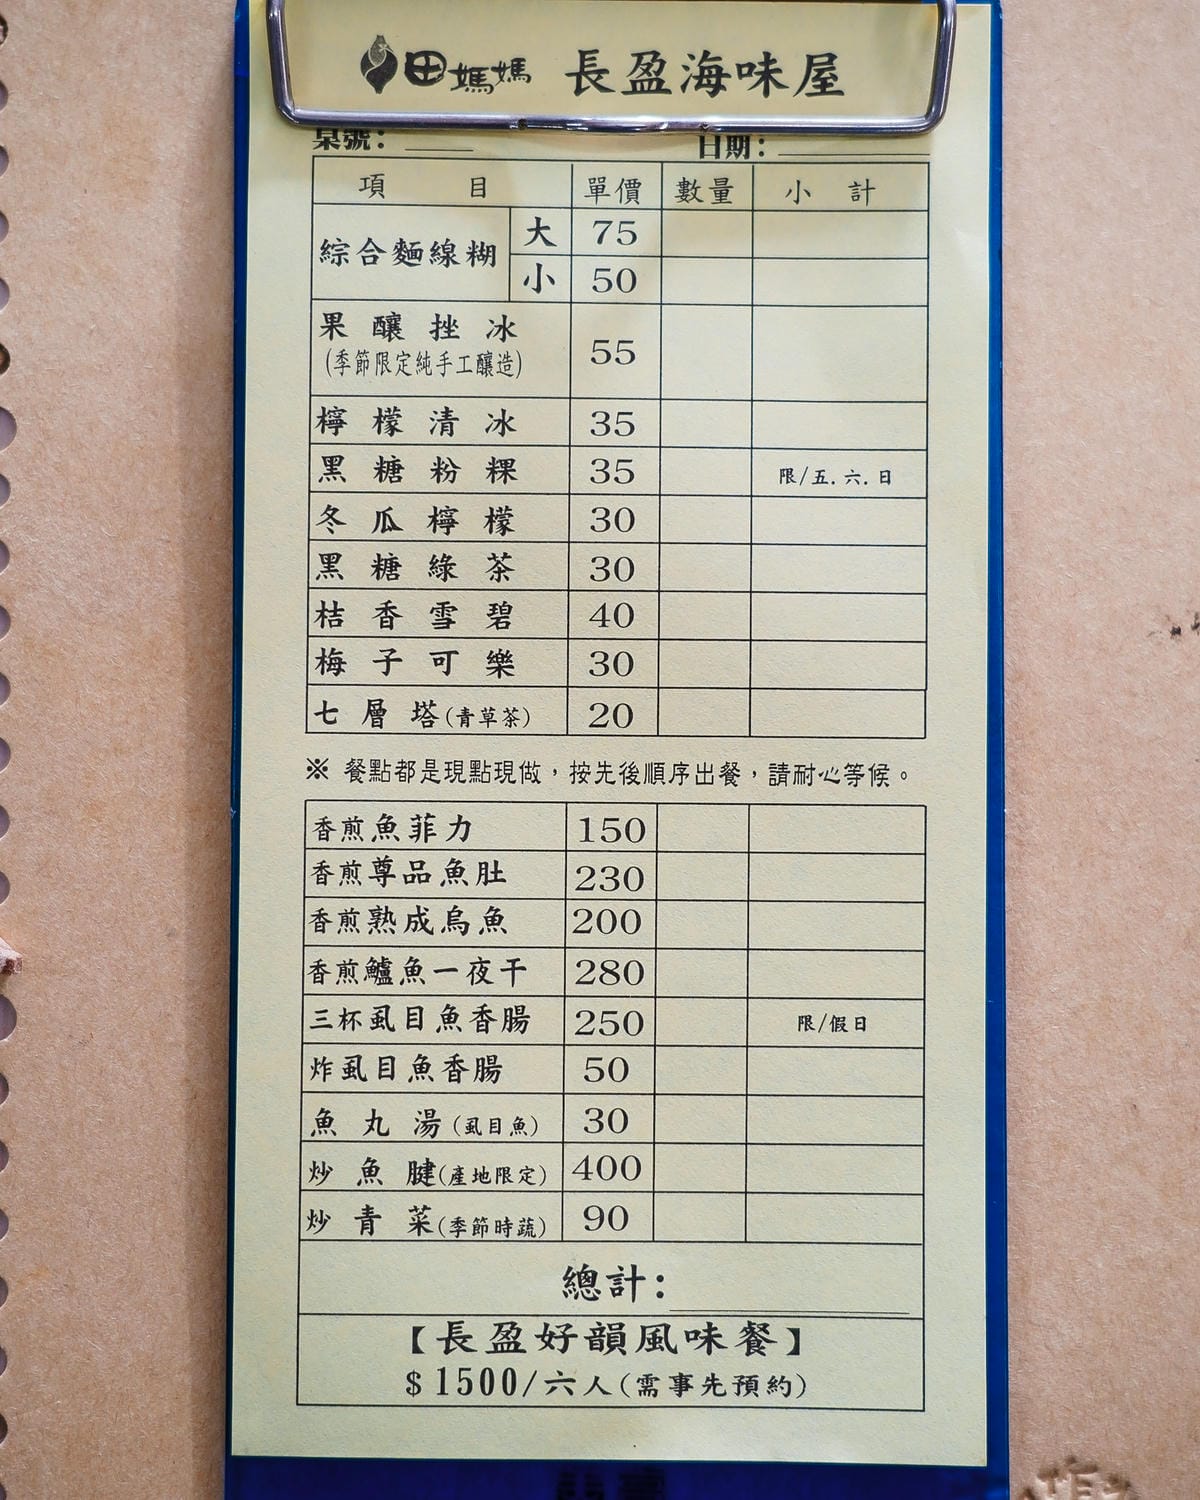 田媽媽 長盈海味屋
桌號： 日期：
項 目 單價 數量 小 計
綜合麵線糊 大 75
小 50
果釀挫冰 55
(季節限定純手工釀造)
檸檬清冰 35
黑糖粉粿 35 限/五.六.日
冬瓜檸檬 30
黑糖綠茶 30
桔香雪碧 40
梅子可樂 30
七層塔(青草茶) 20
※ 餐點都是現點現做，按先後順序出餐，請耐心等候。
香煎魚菲力 150
香煎尊品魚肚 230
香煎熟成烏魚 200
香煎鱸魚一夜干 280
三杯虱目魚香腸 250 限/假日
炸虱目魚香腸 50
魚丸湯(虱目魚) 30
炒魚腱(產地限定) 400
炒青菜(季節時蔬) 90
總計：
【長盈好韻風味餐】
$1500/六人(需事先預約)